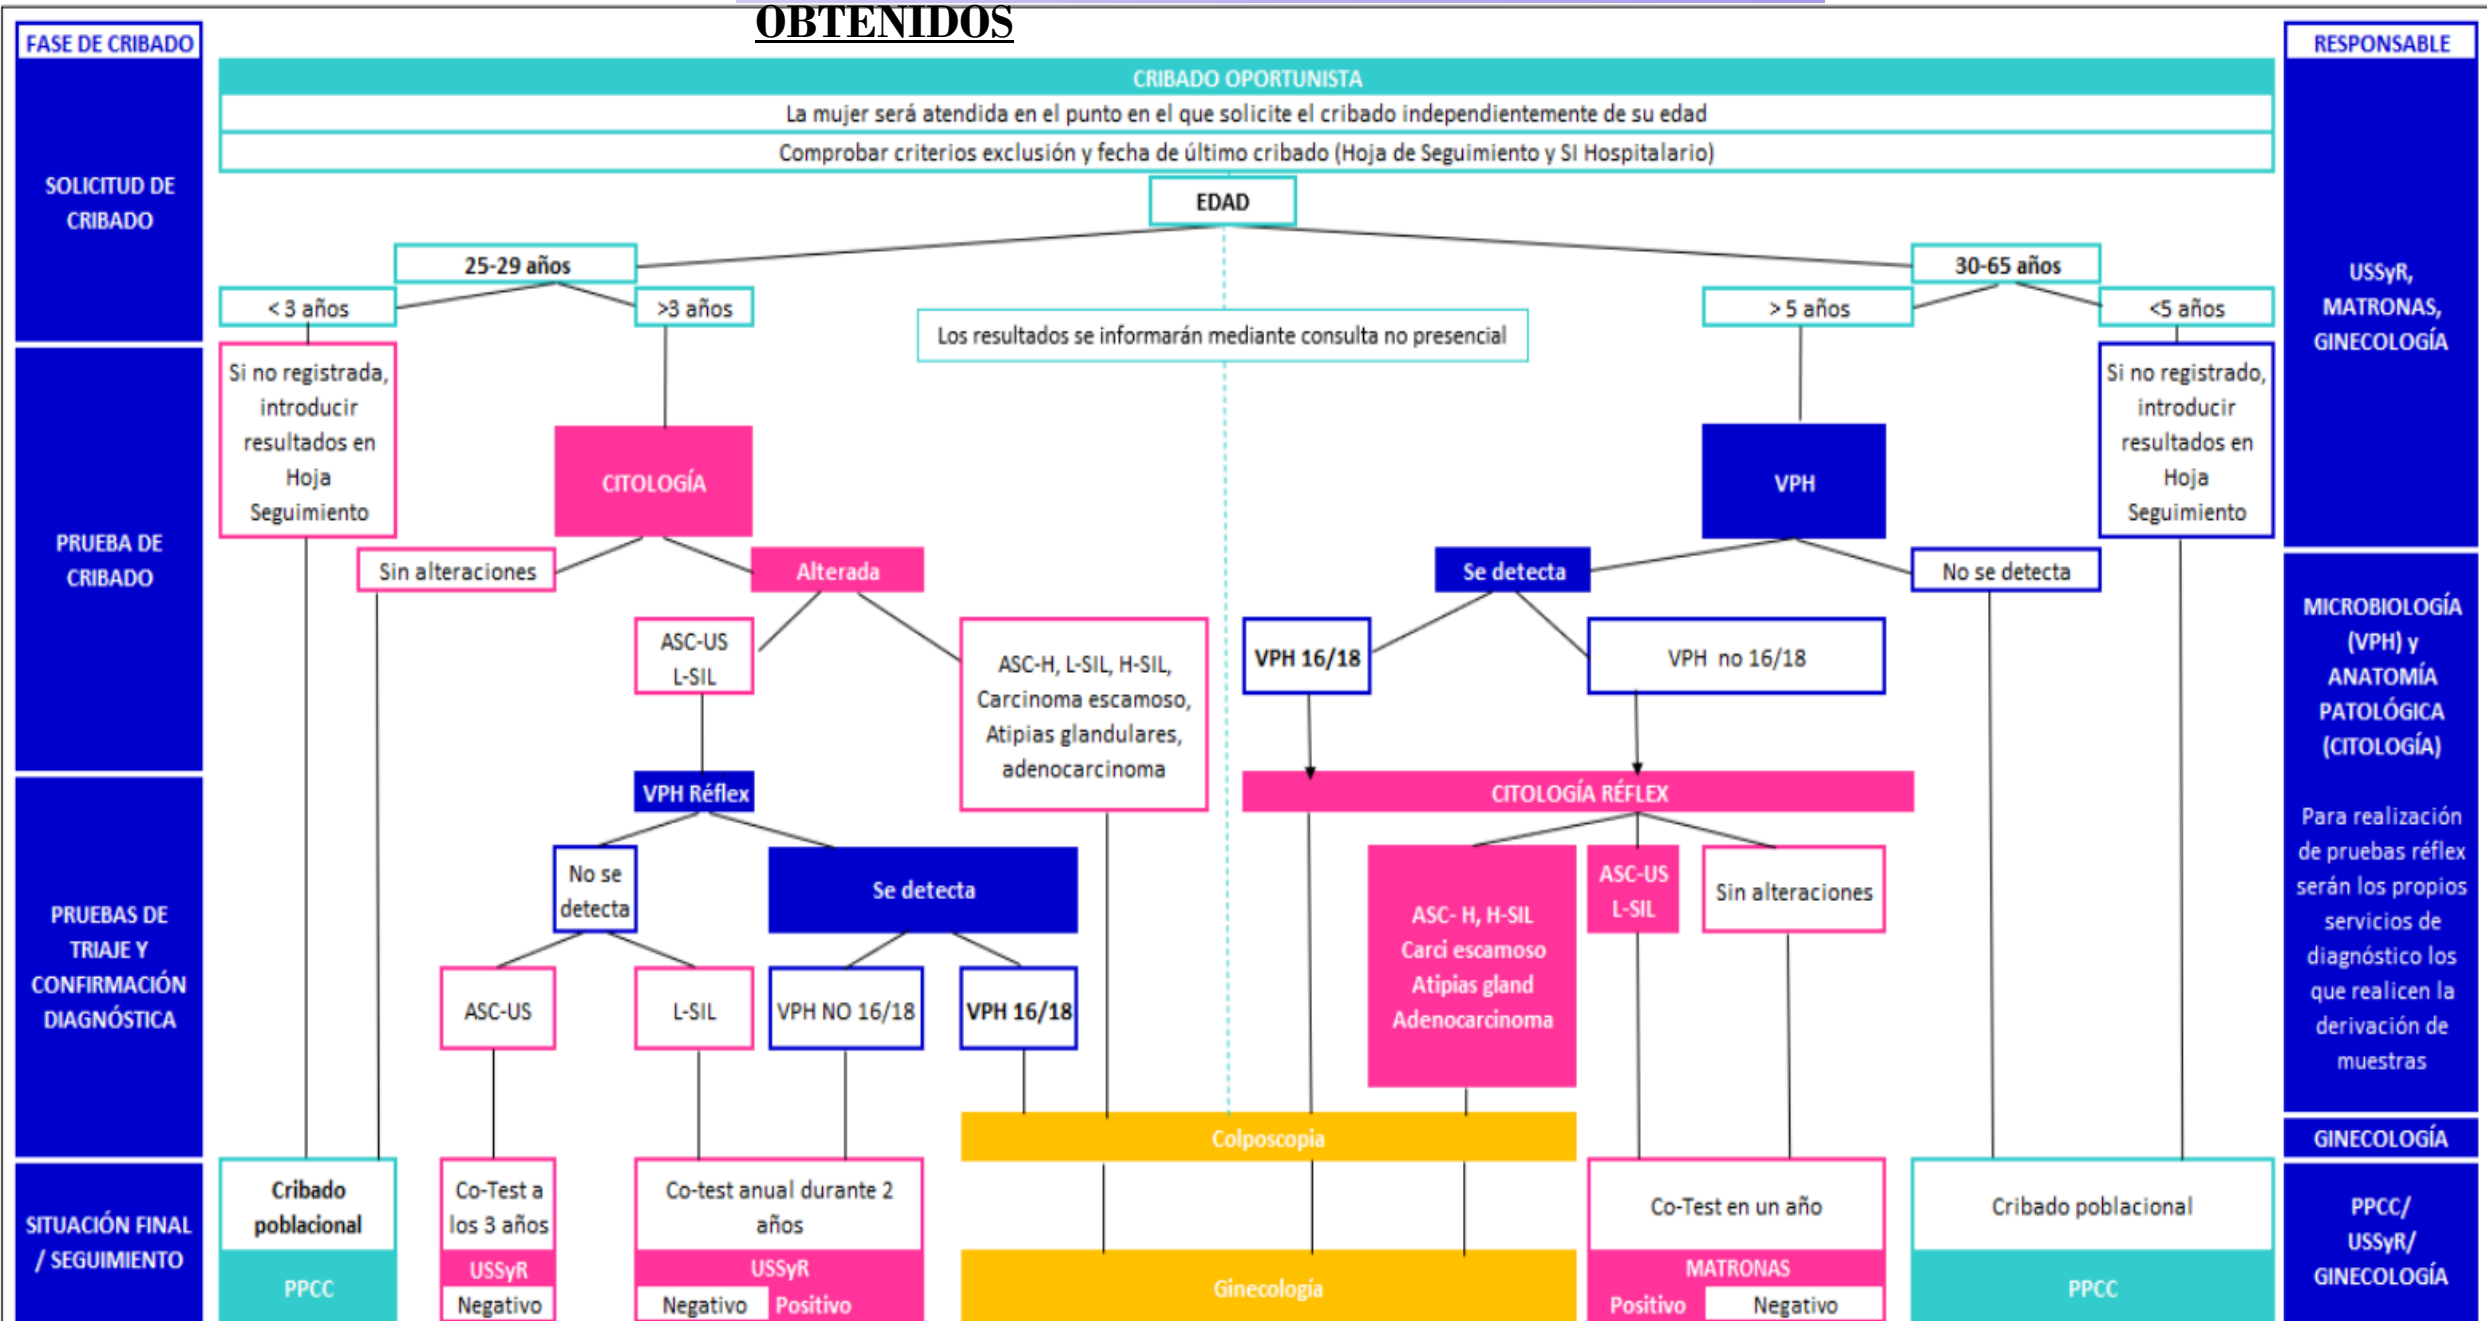 OBTENIDOS
FASE DE CRIBADO
RESPONSABLE
CRIBADO OPORTUNISTA
La mujer será atendida en el punto en el que solicite el cribado independientemente de su edad
Comprobar criterios exclusión y fecha de último cribado (Hoja de Seguimiento y SI Hospitalario)
SOLICITUD DE
CRIBADO
EDAD
25-29 años
30-65 años
< 3 años
>3 años
> 5 años
<5 años
Los resultados se informarán mediante consulta no presencial
USSyR,
MATRONAS,
GINECOLOGÍA
Si no registrada,
introducir
resultados en
Hoja
Seguimiento
Si no registrado,
introducir
resultados en
Hoja
Seguimiento
CITOLOGÍA
VPH
PRUEBA DE
CRIBADO
Sin alteraciones
Alterada
Se detecta
No se detecta
ASC-US
L-SIL
ASC-H, L-SIL, H-SIL,
Carcinoma escamoso,
Atipias glandulares,
adenocarcinoma
VPH 16/18
VPH no 16/18
MICROBIOLOGÍA
(VPH) y
ANATOMÍA
PATOLÓGICA
(CITOLOGÍA)
Para realización
de pruebas réflex
serán los propios
servicios de
diagnóstico los
que realicen la
derivación de
muestras
VPH Réflex
CITOLOGÍA RÉFLEX
PRUEBAS DE
TRIAJE Y
CONFIRMACIÓN
DIAGNÓSTICA
No se
detecta
Se detecta
ASC- H, H-SIL
Carci escamoso
Atipias gland
Adenocarcinoma
ASC-US
L-SIL
Sin alteraciones
ASC-US
L-SIL
VPH NO 16/18
VPH 16/18
Colposcopia
GINECOLOGÍA
SITUACIÓN FINAL
/ SEGUIMIENTO
Cribado
poblacional
PPCC
Co-Test a
los 3 años
USSyR
Negativo
Co-test anual durante 2
años
USSyR
Negativo
Positivo
Ginecología
Co-Test en un año
MATRONAS
Positivo
Negativo
Cribado poblacional
PPCC
PPCC/
USSyR/
GINECOLOGÍA